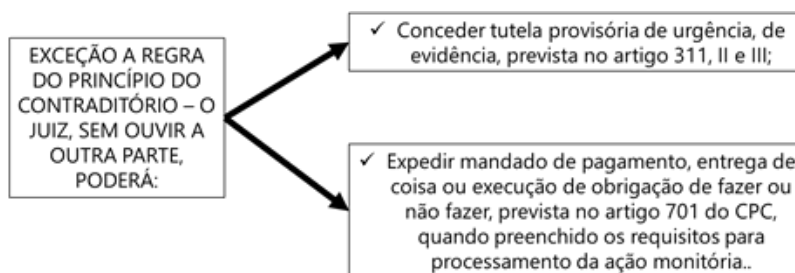 EXCEÇÃO A REGRA
DO PRINCÍPIO DO
CONTRADITÓRIO – O
JUIZ, SEM OUVIR A
OUTRA PARTE,
PODERÁ:
✓ Conceder tutela provisória de urgência, de
evidência, prevista no artigo 311, II e III;
✓ Expedir mandado de pagamento, entrega de
coisa ou execução de obrigação de fazer ou
não fazer, prevista no artigo 701 do CPC,
quando preenchido os requisitos para
processamento da ação monitória..